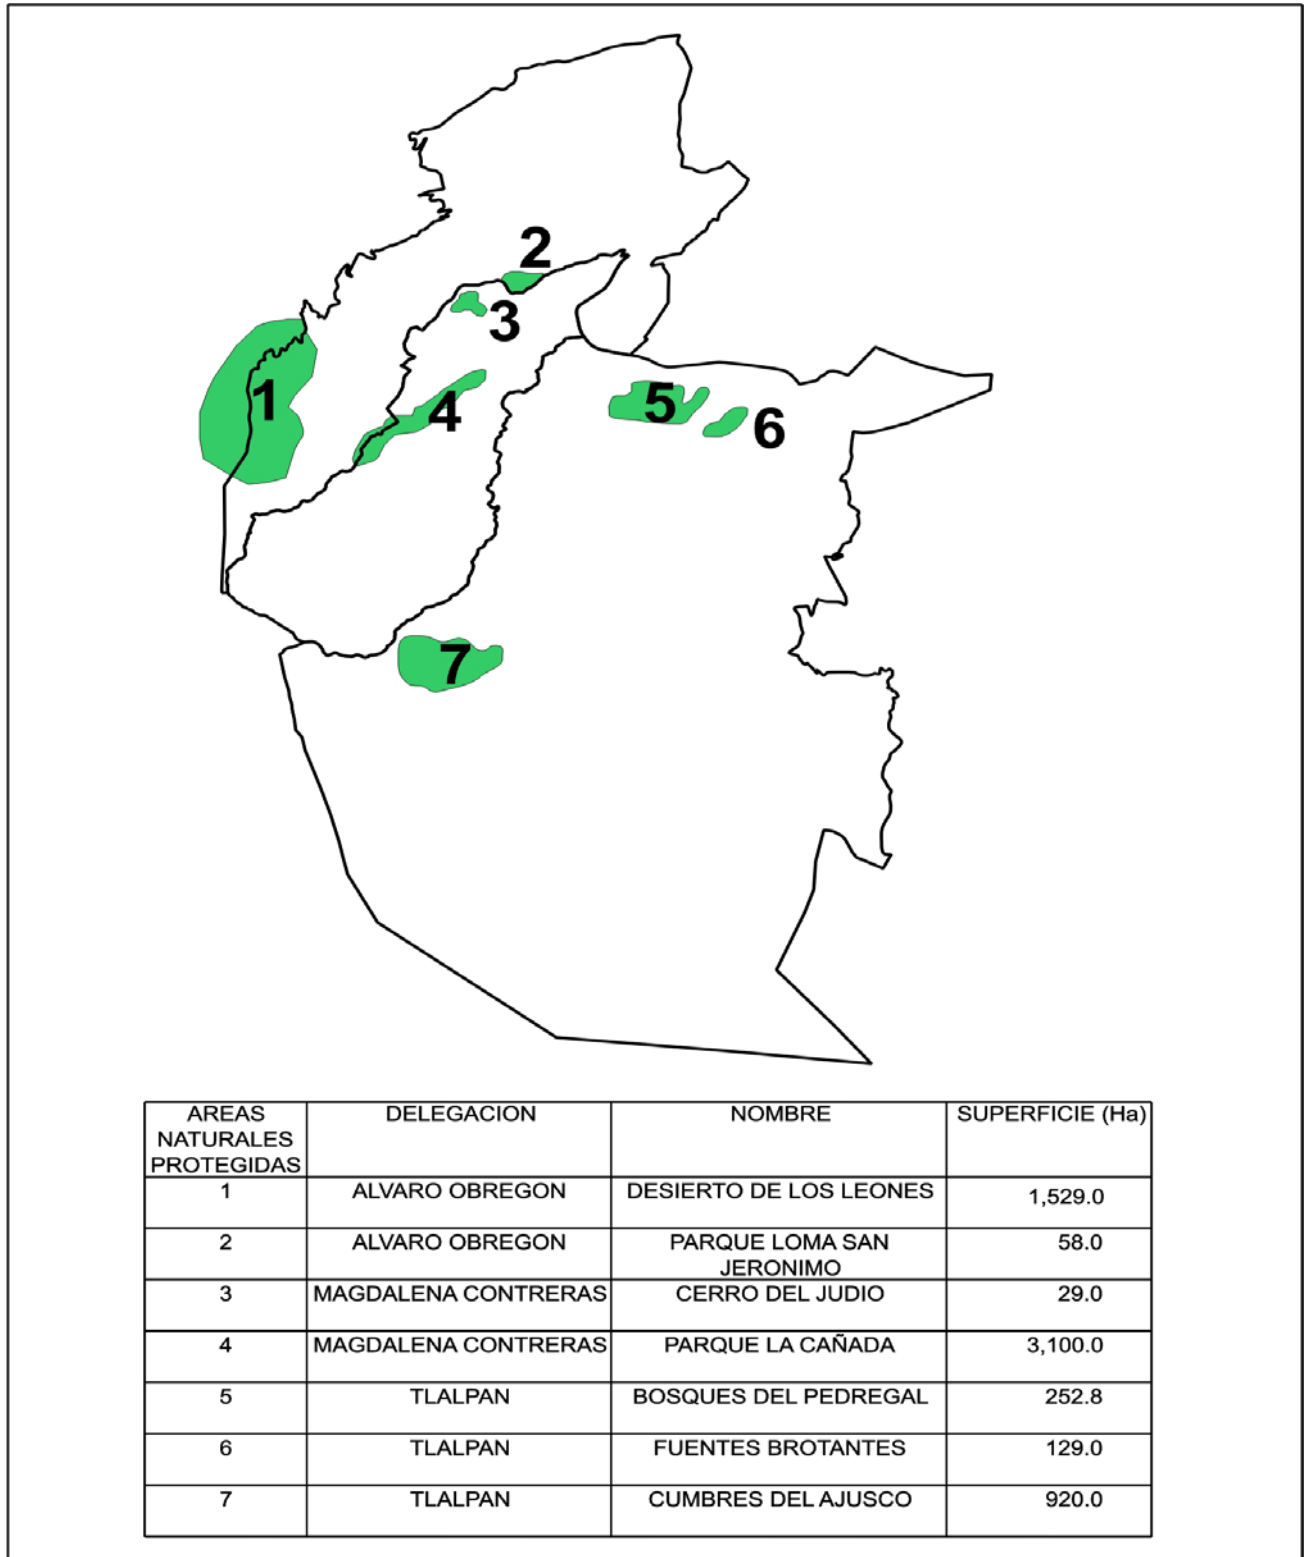 2
3
1
4
5
6
7
AREAS NATURALES PROTEGIDAS DELEGACION NOMBRE SUPERFICIE (Ha)
1 ALVARO OBREGON DESIERTO DE LOS LEONES 1,529.0
2 ALVARO OBREGON PARQUE LOMA SAN JERONIMO 58.0
3 MAGDALENA CONTRERAS CERRO DEL JUDIO 29.0
4 MAGDALENA CONTRERAS PARQUE LA CAÑADA 3,100.0
5 TLALPAN BOSQUES DEL PEDREGAL 252.8
6 TLALPAN FUENTES BROTANTES 129.0
7 TLALPAN CUMBRES DEL AJUSCO 920.0